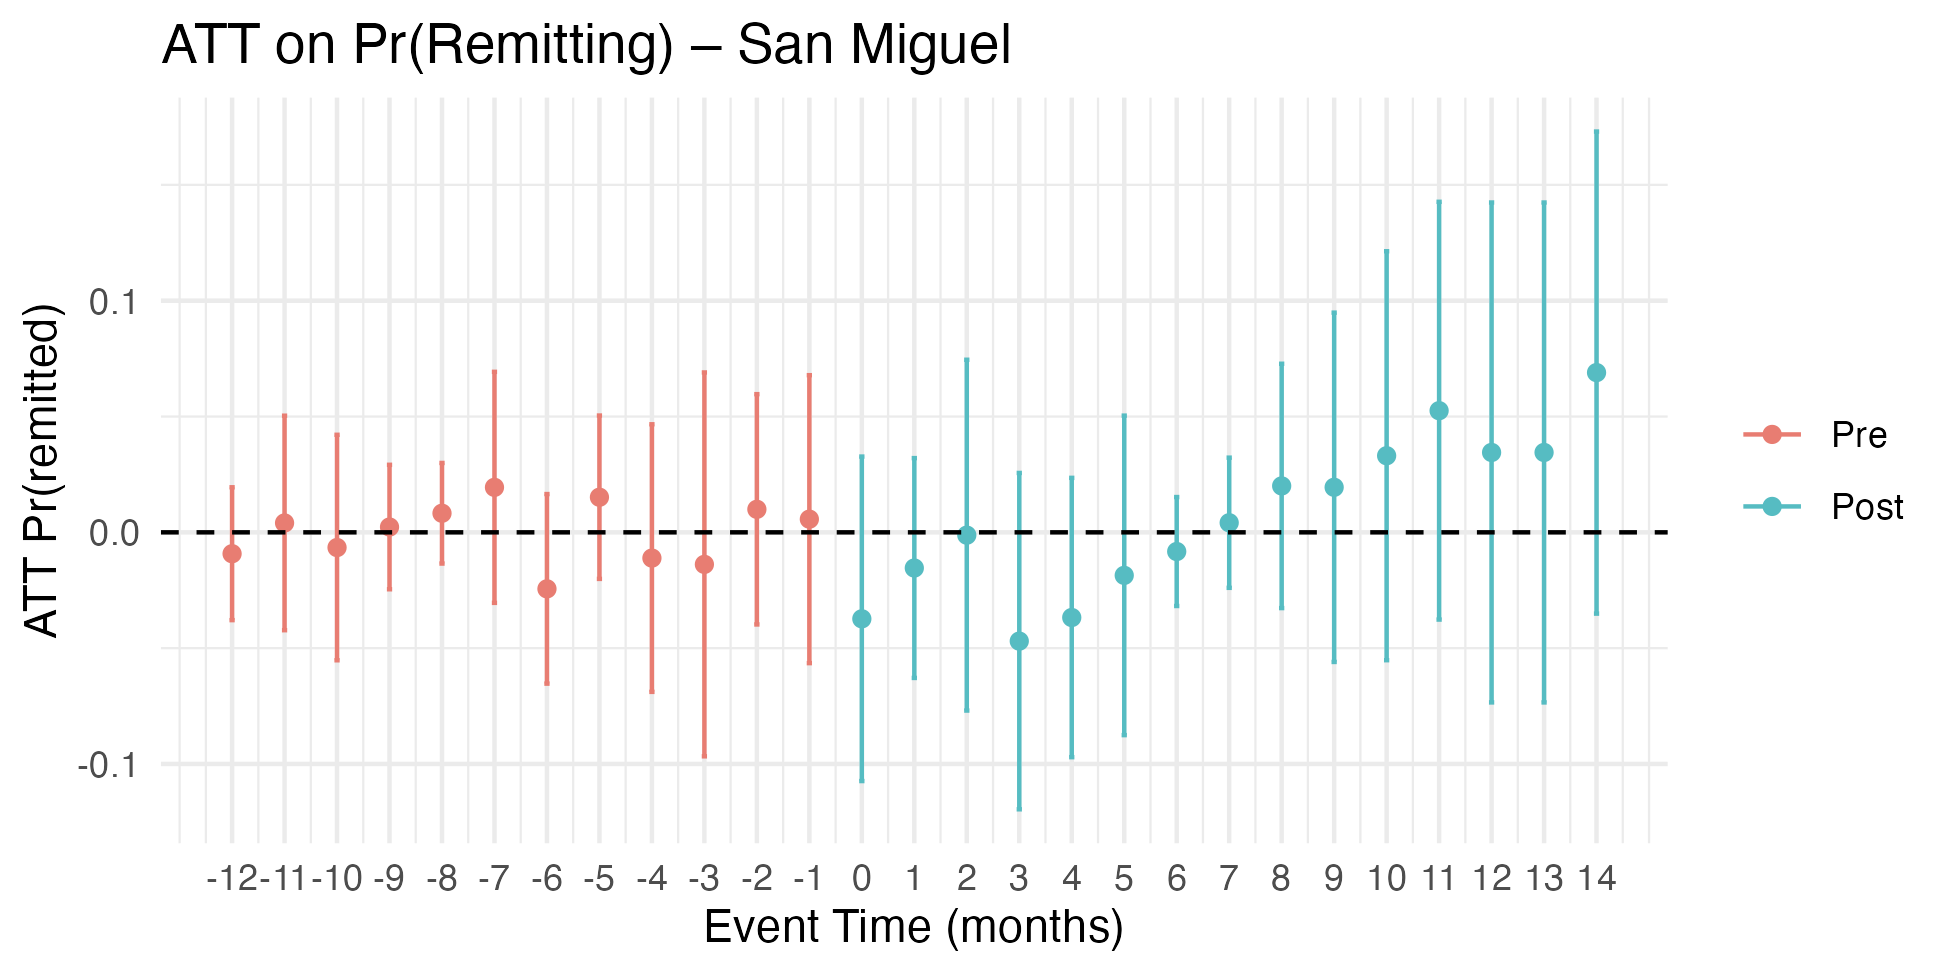 ATT on Pr(Remitting) – San Miguel
ATT Pr(remitted)
0.1
0.0
-0.1
-12 -11 -10 -9 -8 -7 -6 -5 -4 -3 -2 -1 0 1 2 3 4 5 6 7 8 9 10 11 12 13 14
Event Time (months)
Pre
Post